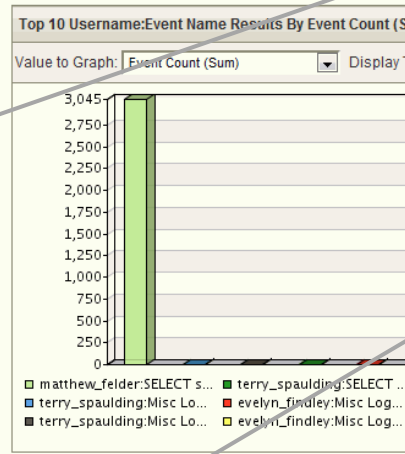 Top 10 Username:Event Name Results By Event Count (S
Value to Graph: Event Count (Sum) Display
3,045
2,750
2,500
2,250
2,000
1,750
1,500
1,250
1,000
750
500
250
0
matthew_felder:SELECT s... terry_spaulding:SELECT ...
terry_spaulding:Misc Lo... evelyn_findley:Misc Log...
terry_spaulding:Misc Lo... evelyn_findley:Misc Log...